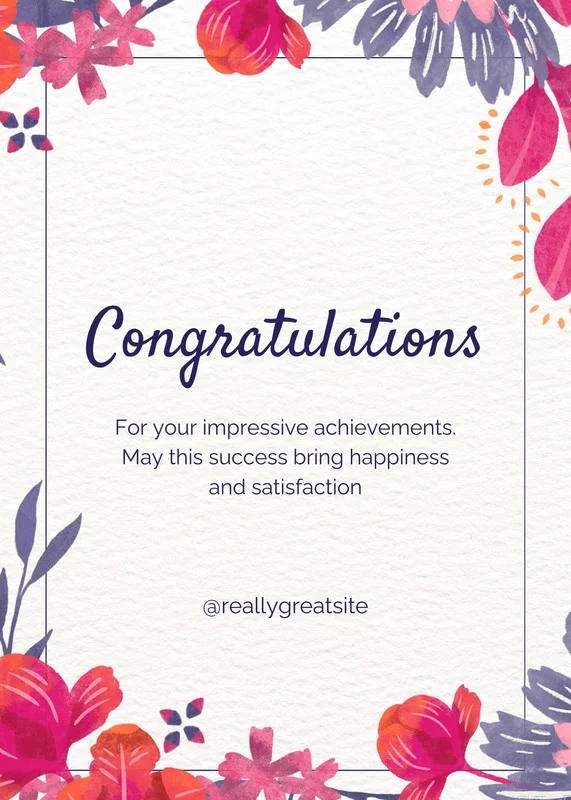 Congratulations
For your impressive achievements.
May this success bring happiness
and satisfaction
@reallygreatsite